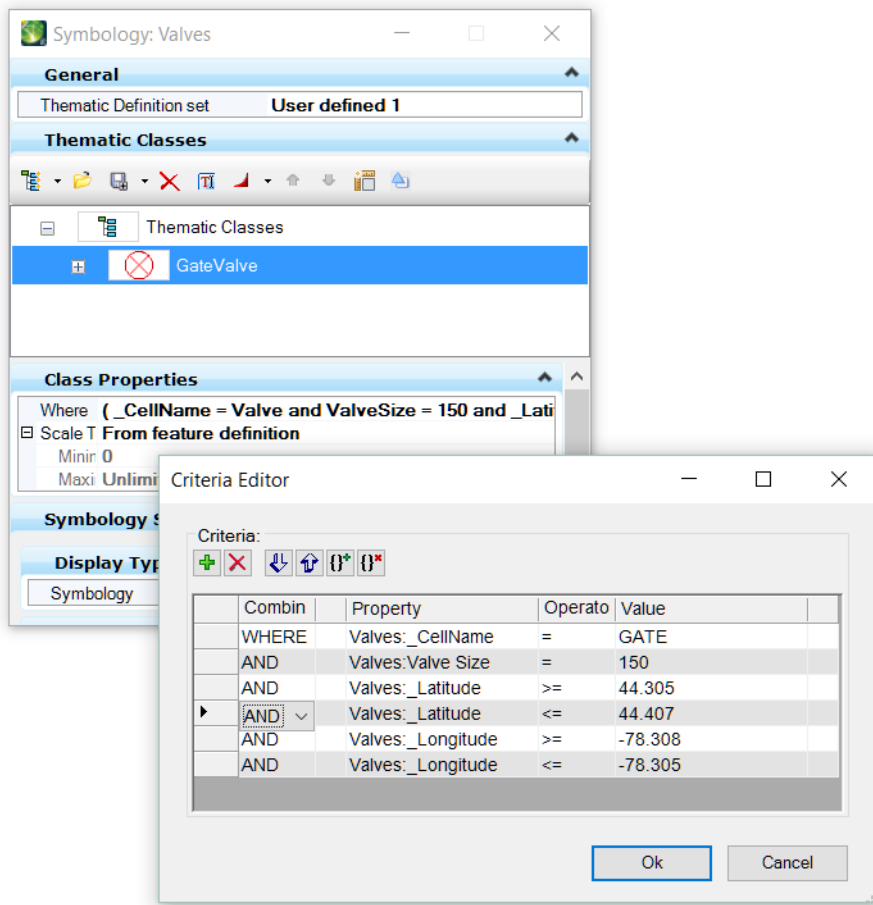 Symbology: Valves
General
Thematic Definition set User defined 1
Thematic Classes
Thematic Classes
GateValve
Class Properties
Where ( _CellName = Valve and ValveSize = 150 and _Lati
Scale T From feature definition
Minir 0
Maxi Unlimi
Symbology S
Display Typ
Symbology
Criteria Editor
Criteria:
Combin Property Operato Value
WHERE Valves:_CellName = GATE
AND Valves:Valve Size = 150
AND Valves:_Latitude >= 44.305
AND Valves:_Latitude <= 44.407
AND Valves:_Longitude >= -78.308
AND Valves:_Longitude <= -78.305
Ok Cancel